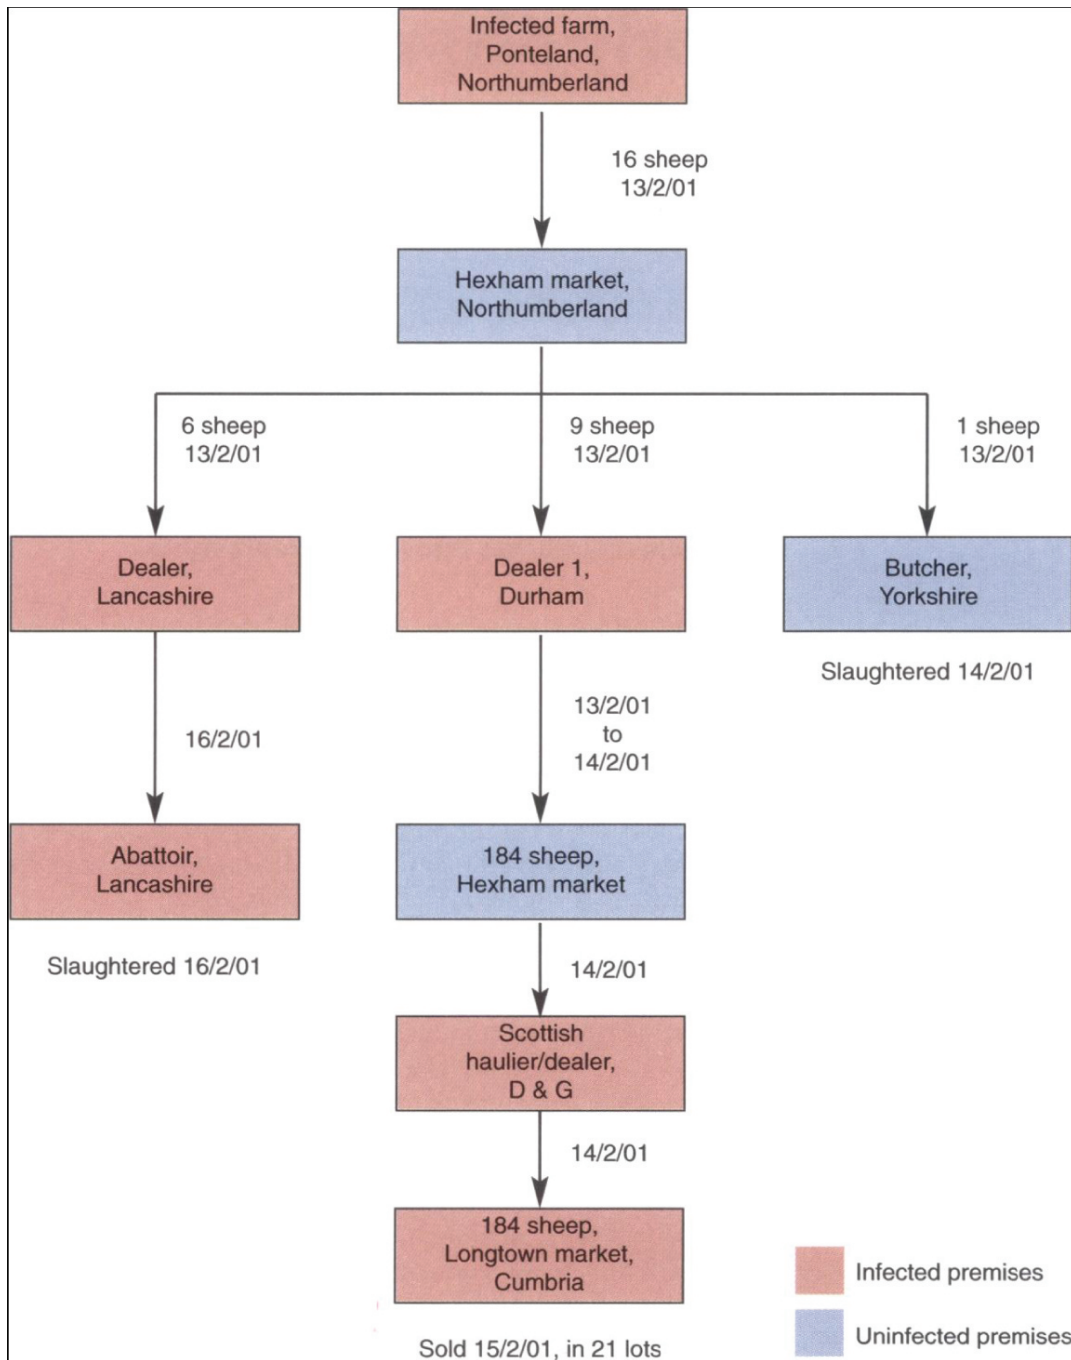 Infected farm,
Ponteland,
Northumberland
16 sheep
13/2/01
Hexham market,
Northumberland
6 sheep
13/2/01
9 sheep
13/2/01
1 sheep
13/2/01
Dealer,
Lancashire
Dealer 1,
Durham
Butcher,
Yorkshire
Slaughtered 14/2/01
13/2/01
to
14/2/01
16/2/01
Abattoir,
Lancashire
184 sheep,
Hexham market
Slaughtered 16/2/01
14/2/01
Scottish
haulier/dealer,
D & G
14/2/01
184 sheep,
Longtown market,
Cumbria
Infected premises
Uninfected premises
Sold 15/2/01, in 21 lots